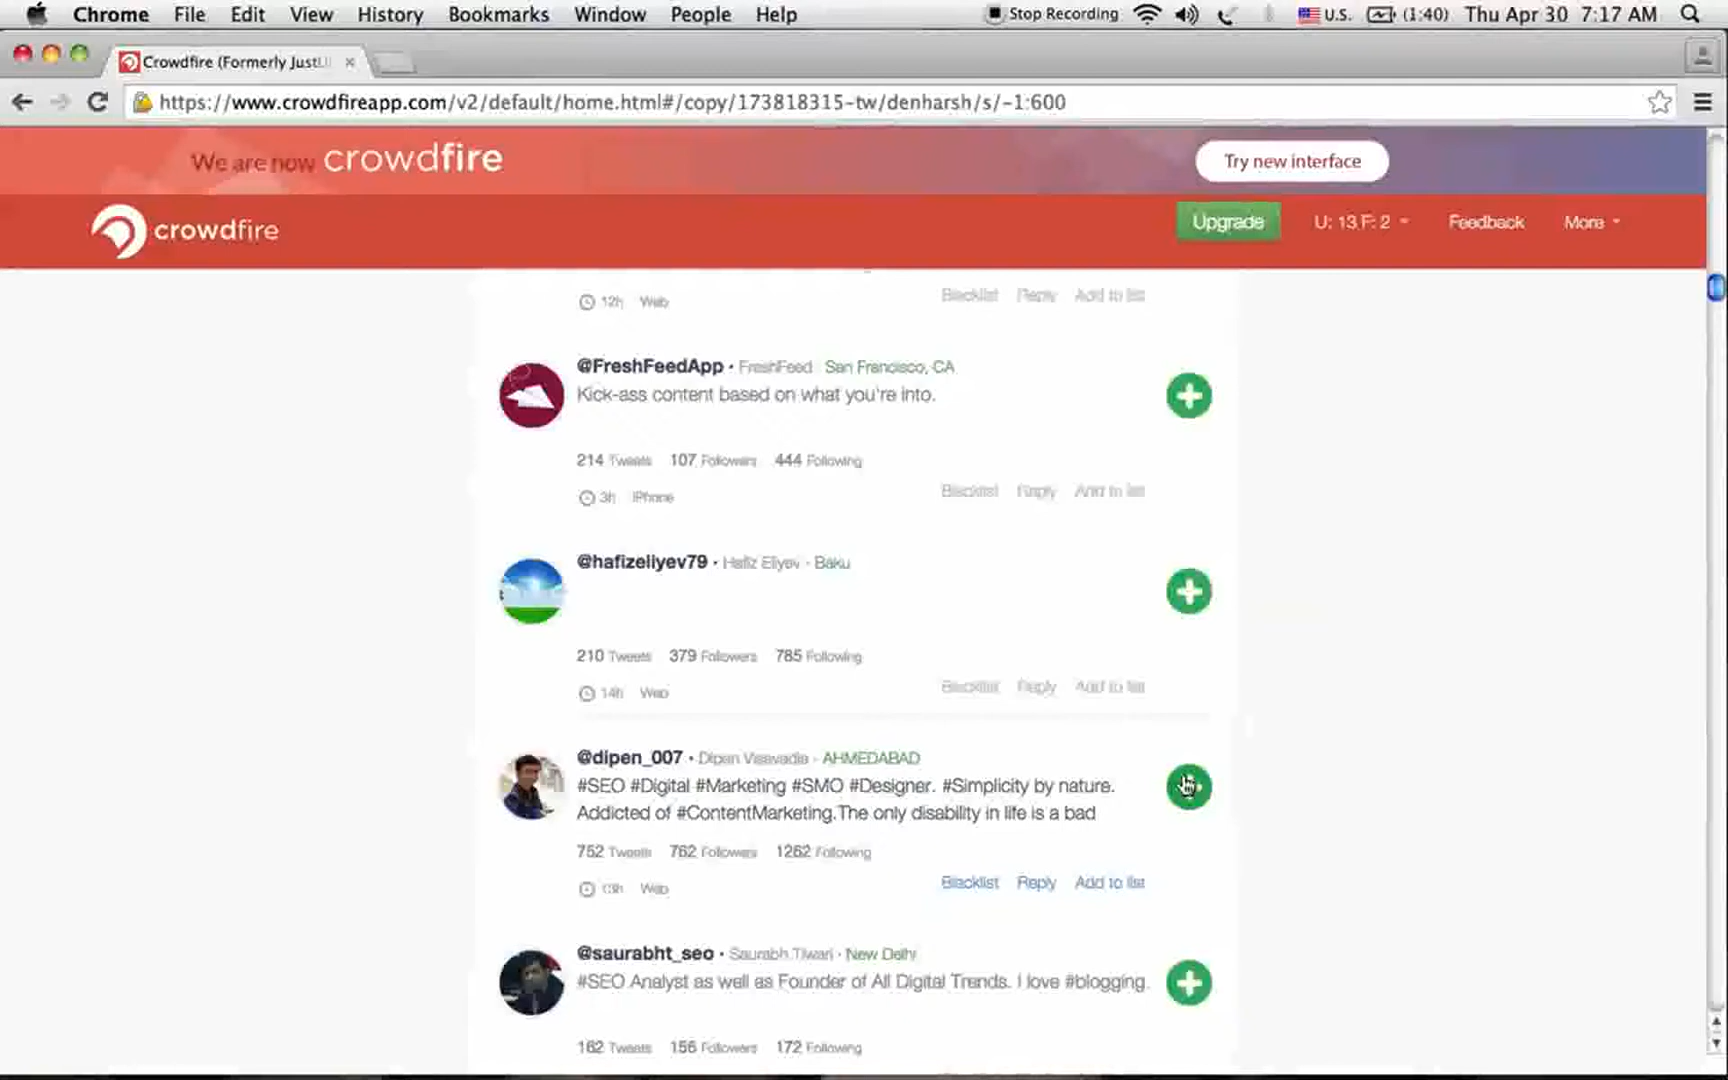 Chrome File Edit View History Bookmarks Window People Help Stop Recording U.S. (1:40) Thu Apr 30 7:17 AM
Crowdfire (Formerly JustU
https://www.crowdfireapp.com/v2/default/home.html#/copy/173818315-tw/denharsh/s/-1:600
We are now crowdfire Try new interface
crowdfire Upgrade U: 13 F: 2 Feedback More
12h Web Blacklist Reply Add to list
@FreshFeedApp · FreshFeed · San Francisco, CA
Kick-ass content based on what you're into.
214 Tweets 107 Followers 444 Following
3h iPhone Blacklist Reply Add to list
@hafizeliyev79 · Hafiz Eliyev · Baku
210 Tweets 379 Followers 785 Following
14h Web Blacklist Reply Add to list
@dipen_007 · Dipen Visavadia · AHMEDABAD
#SEO #Digital #Marketing #SMO #Designer. #Simplicity by nature.
Addicted of #ContentMarketing.The only disability in life is a bad
752 Tweets 762 Followers 1262 Following
Web Blacklist Reply Add to list
@saurabht_seo · Saurabh Tiwari · New Delhi
#SEO Analyst as well as Founder of All Digital Trends. I love #blogging.
162 Tweets 156 Followers 172 Following